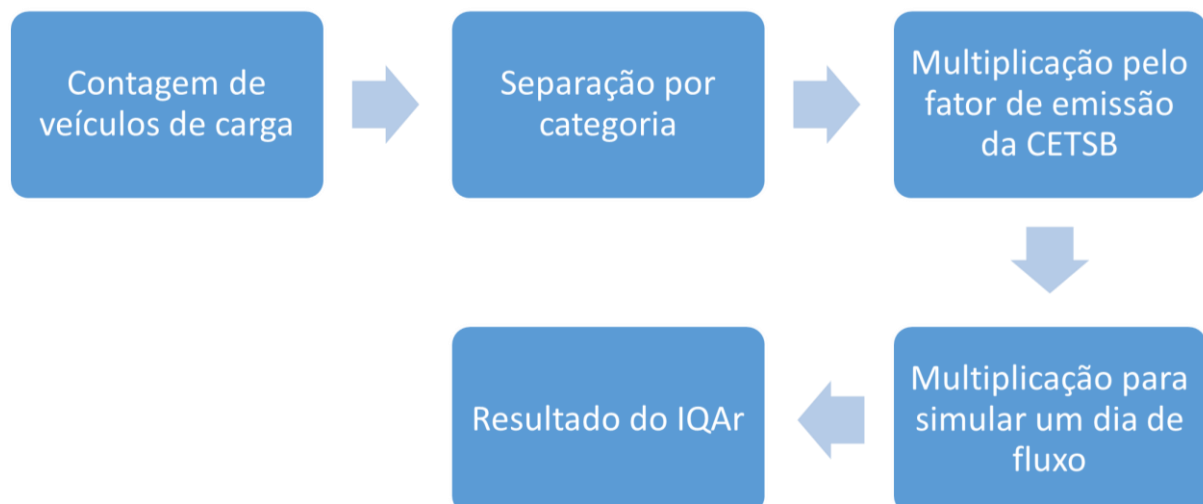 Contagem de
veículos de carga
Separação por
categoria
Multiplicação pelo
fator de emissão
da CETSB
Multiplicação para
simular um dia de
fluxo
Resultado do IQAr